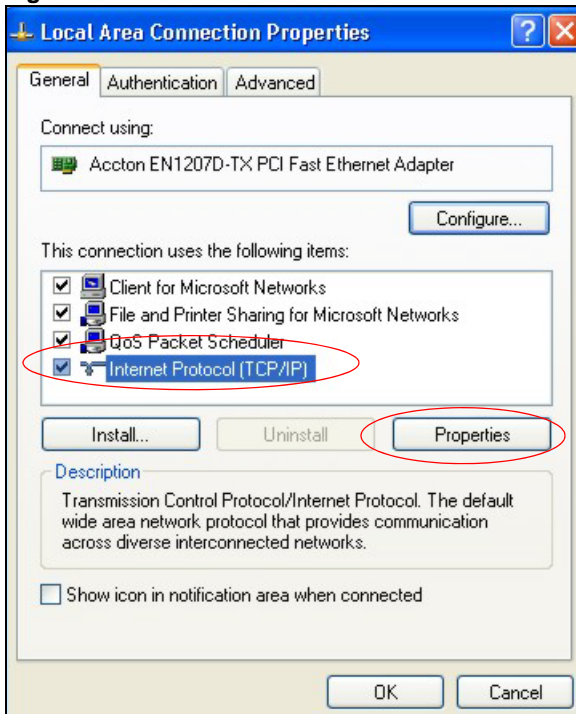 Local Area Connection Properties
General Authentication Advanced
Connect using:
Accton EN1207D-TX PCI Fast Ethernet Adapter
Configure...
This connection uses the following items:
Client for Microsoft Networks
File and Printer Sharing for Microsoft Networks
QoS Packet Scheduler
Internet Protocol (TCP/IP)
Install... Uninstall Properties
Description
Transmission Control Protocol/Internet Protocol. The default
wide area network protocol that provides communication
across diverse interconnected networks.
Show icon in notification area when connected
OK Cancel